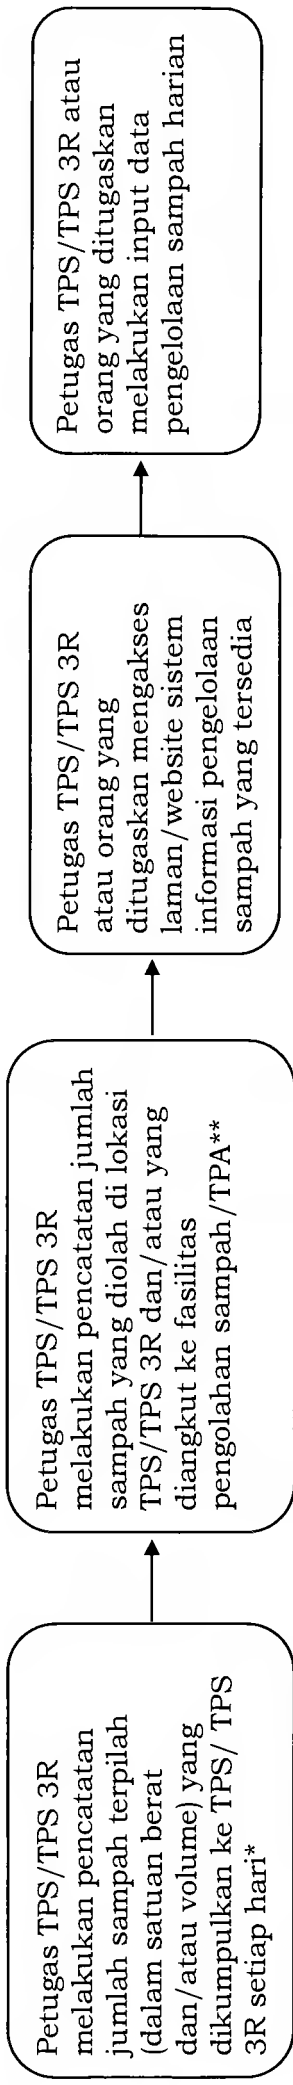 Petugas TPS/TPS 3R
melakukan pencatatan
jumlah sampah terpilah
(dalam satuan berat
dan/atau volume) yang
dikumpulkan ke TPS/ TPS
3R setiap hari*
Petugas TPS/TPS 3R
melakukan pencatatan jumlah
sampah yang diolah di lokasi
TPS/TPS 3R dan/atau yang
diangkut ke fasilitas
pengolahan sampah/TPA**
Petugas TPS/TPS 3R
atau orang yang
ditugaskan mengakses
laman/website sistem
informasi pengelolaan
sampah yang tersedia
Petugas TPS/TPS 3R atau
orang yang ditugaskan
melakukan input data
pengelolaan sampah harian